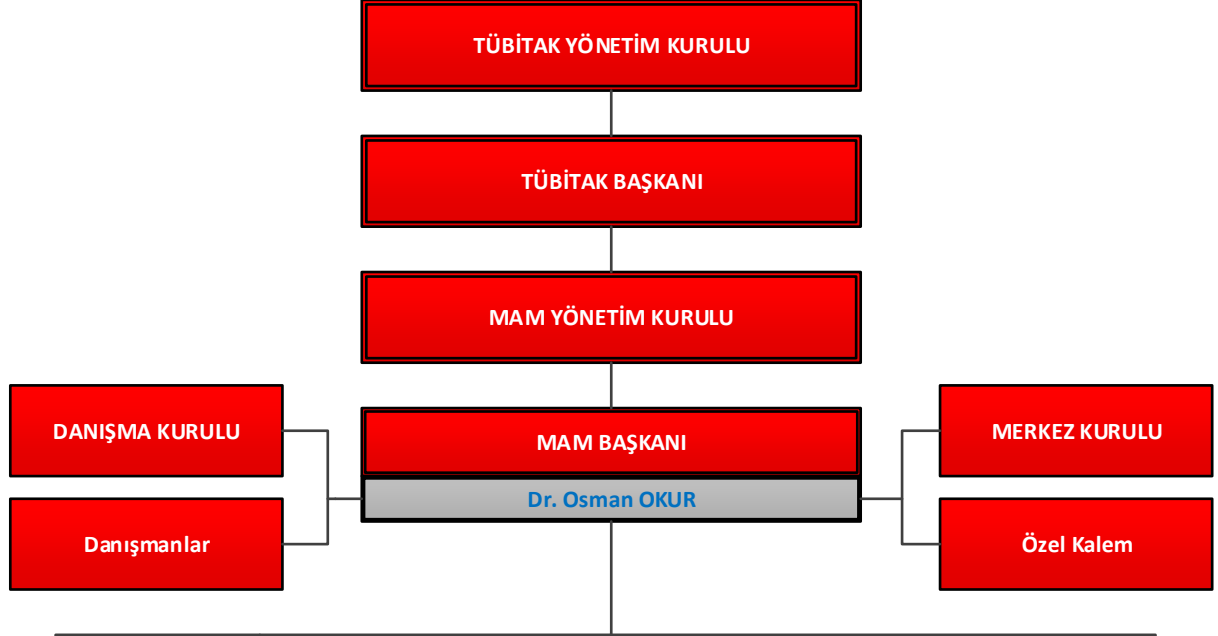 TÜBİTAK YÖNETİM KURULU
TÜBİTAK BAŞKANI
MAM YÖNETİM KURULU
DANIŞMA KURULU
MAM BAŞKANI
MERKEZ KURULU
Dr. Osman OKUR
Danışmanlar
Özel Kalem